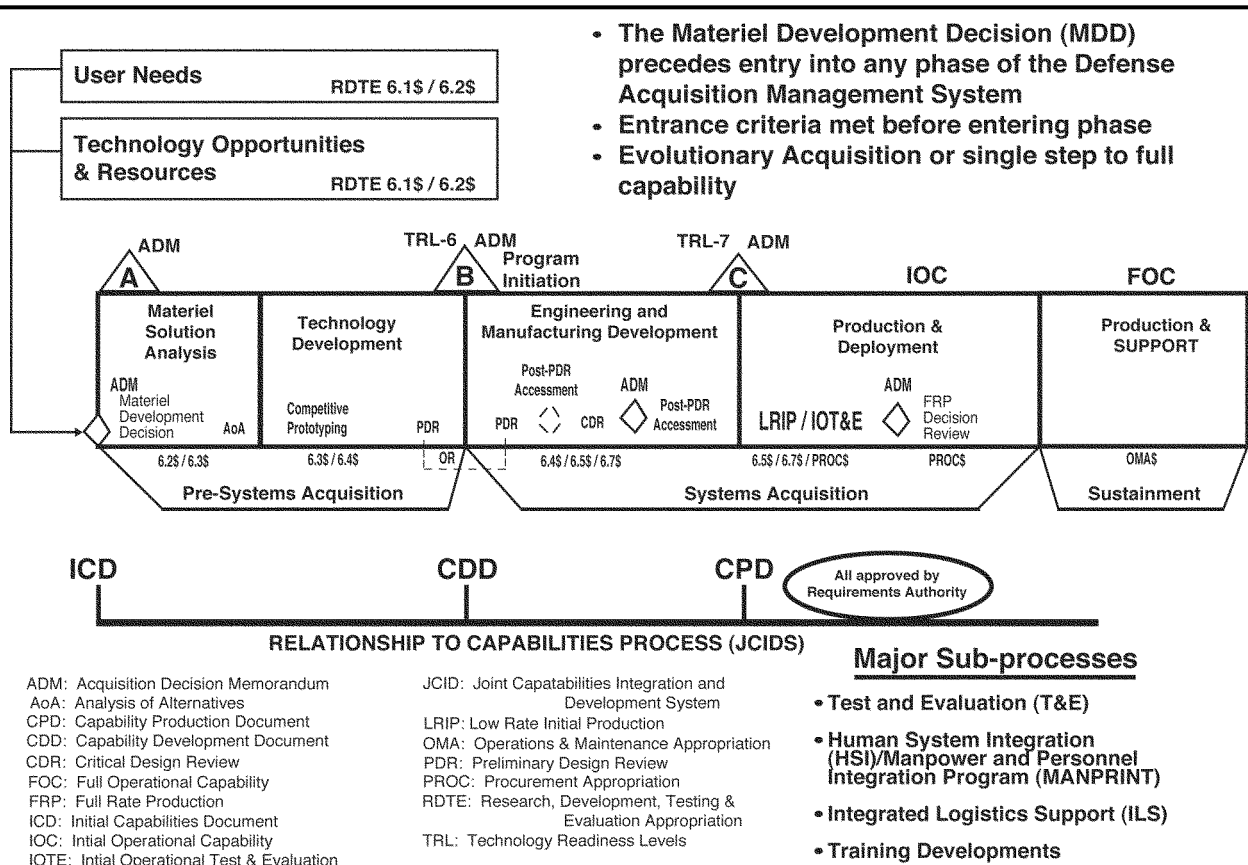 User Needs
RDTE 6.1$ / 6.2$
Technology Opportunities
& Resources
RDTE 6.1$ / 6.2$
• The Materiel Development Decision (MDD)
precedes entry into any phase of the Defense
Acquisition Management System
• Entrance criteria met before entering phase
• Evolutionary Acquisition or single step to full
capability
A
ADM
TRL-6
B
ADM
Program
Initiation
TRL-7
C
ADM
IOC
FOC
Materiel
Solution
Analysis
ADM
Materiel
Development
Decision
AoA
Technology
Development
Competitive
Prototyping
PDR
Engineering and
Manufacturing Development
PDR
Post-PDR
Accessment
CDR
ADM
Post-PDR
Accessment
Production &
Deployment
LRIP / IOT&E
ADM
FRP
Decision
Review
Production &
SUPPORT
6.2$ / 6.3$
6.3$ / 6.4$
OR
6.4$ / 6.5$ / 6.7$
6.5$ / 6.7$ / PROC$
PROC$
OMA$
Pre-Systems Acquisition
Systems Acquisition
Sustainment
ICD
CDD
CPD
All approved by
Requirements Authority
RELATIONSHIP TO CAPABILITIES PROCESS (JCIDS)
ADM: Acquisition Decision Memorandum
AoA: Analysis of Alternatives
CPD: Capability Production Document
CDD: Capability Development Document
CDR: Critical Design Review
FOC: Full Operational Capability
FRP: Full Rate Production
ICD: Initial Capabilities Document
IOC: Intial Operational Capability
IOTE: Intial Operational Test & Evaluation
JCID: Joint Capatabilities Integration and
Development System
LRIP: Low Rate Initial Production
OMA: Operations & Maintenance Appropriation
PDR: Preliminary Design Review
PROC: Procurement Appropriation
RDTE: Research, Development, Testing &
Evaluation Appropriation
TRL: Technology Readiness Levels
Major Sub-processes
• Test and Evaluation (T&E)
• Human System Integration
(HSI)/Manpower and Personnel
Integration Program (MANPRINT)
• Integrated Logistics Support (ILS)
• Training Developments